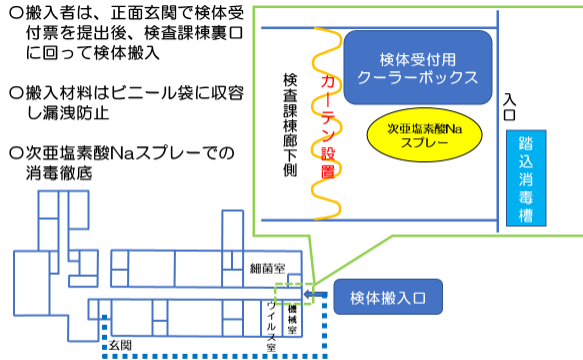 〇搬入者は、正面玄関で検体受
付票を提出後、検査課棟裏口
に回って検体搬入
〇搬入材料はビニール袋に収容
し漏洩防止
〇次亜塩素酸Naスプレーでの
消毒徹底
検査課棟廊下側
カーテン設置
検体受付用
クーラーボックス
次亜塩素酸Na
スプレー
入口
踏込消毒槽
細菌室
ウイルス室
機械室
検体搬入口
玄関